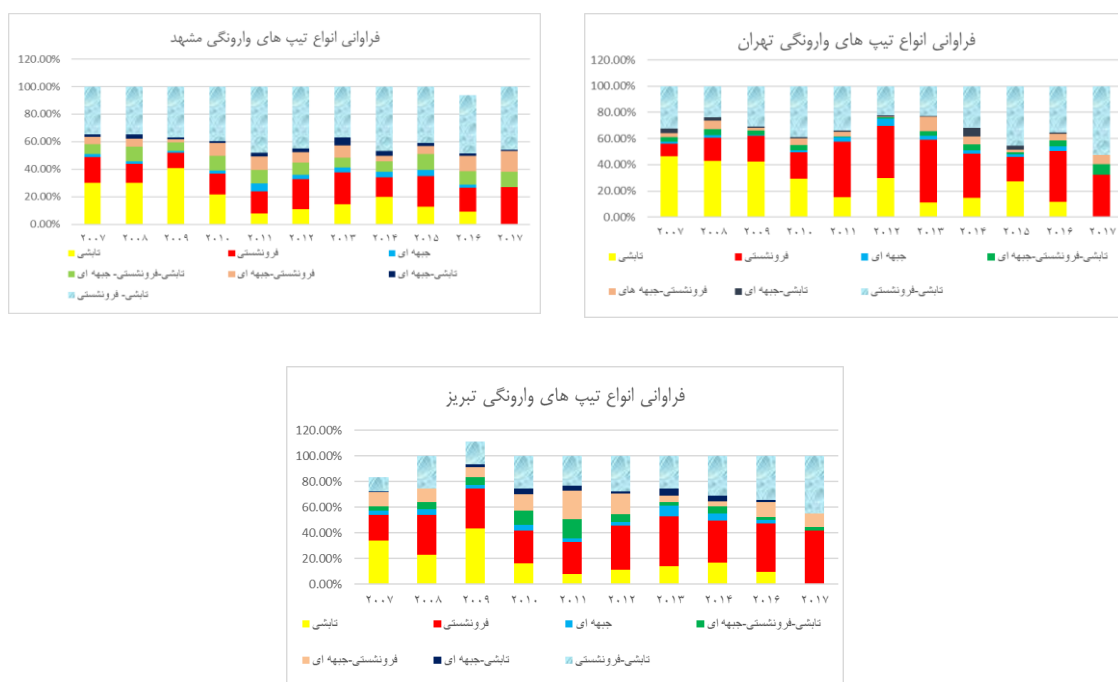 فراوانی انواع تیپ های وارونگی مشهد
120.00%
100.00%
80.00%
60.00%
40.00%
20.00%
0.00%
۲۰۰۷ ۲۰۰۸ ۲۰۰۹ ۲۰۱۰ ۲۰۱۱ ۲۰۱۲ ۲۰۱۳ ۲۰۱۴ ۲۰۱۵ ۲۰۱۶ ۲۰۱۷
تابشی فرونشستی جبهه ای
تابشی-فرونشستی- جبهه ای فرونشستی-جبهه ای تابشی-جبهه ای
تابشی- فرونشستی
فراوانی انواع تیپ های وارونگی تهران
120.00%
100.00%
80.00%
60.00%
40.00%
20.00%
0.00%
۲۰۰۷ ۲۰۰۸ ۲۰۰۹ ۲۰۱۰ ۲۰۱۱ ۲۰۱۲ ۲۰۱۳ ۲۰۱۴ ۲۰۱۵ ۲۰۱۶ ۲۰۱۷
تابشی فرونشستی جبهه ای تابشی-فرونشستی-جبهه ای
فرونشستی-جبهه های تابشی-جبهه ای تابشی-فرونشستی
فراوانی انواع تیپ های وارونگی تبریز
120.00%
100.00%
80.00%
60.00%
40.00%
20.00%
0.00%
۲۰۰۷ ۲۰۰۸ ۲۰۰۹ ۲۰۱۰ ۲۰۱۱ ۲۰۱۲ ۲۰۱۳ ۲۰۱۴ ۲۰۱۶ ۲۰۱۷
تابشی فرونشستی جبهه ای تابشی-فرونشستی-جبهه ای
فرونشستی-جبهه ای تابشی-جبهه ای تابشی-فرونشستی